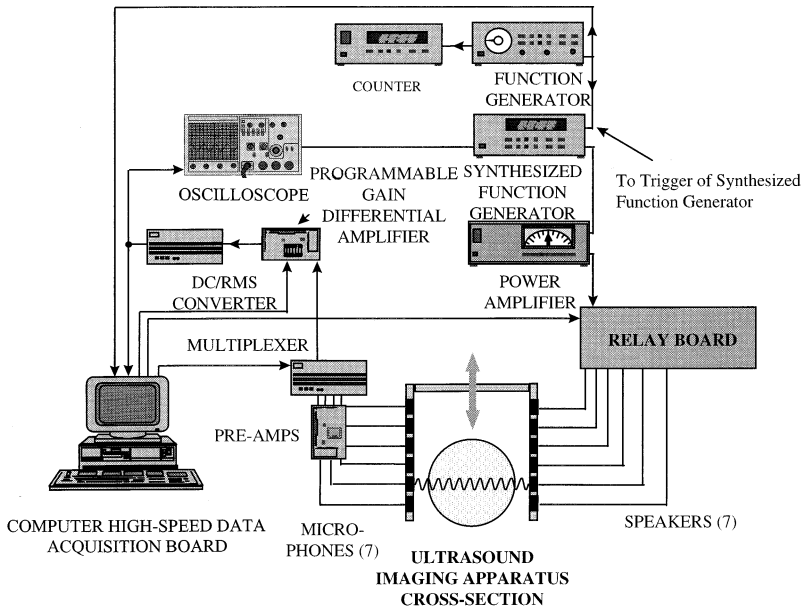 COUNTER
FUNCTION
GENERATOR
OSCILLOSCOPE
PROGRAMMABLE
GAIN
DIFFERENTIAL
AMPLIFIER
SYNTHESIZED
FUNCTION
GENERATOR
To Trigger of Synthesized
Function Generator
DC/RMS
CONVERTER
POWER
AMPLIFIER
MULTIPLEXER
RELAY BOARD
PRE-AMPS
COMPUTER HIGH-SPEED DATA
ACQUISITION BOARD
MICRO-
PHONES (7)
SPEAKERS (7)
ULTRASOUND
IMAGING APPARATUS
CROSS-SECTION